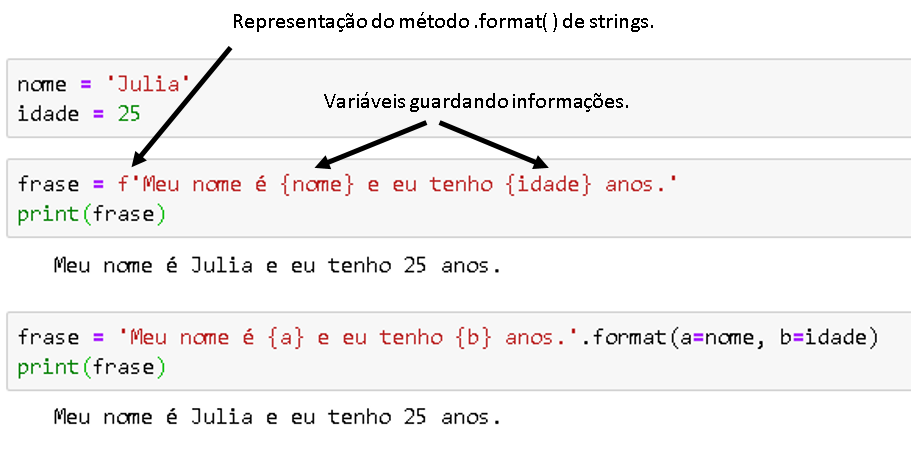 Representação do método .format( ) de strings.
nome = 'Julia'
idade = 25
Variáveis guardando informações.
frase = f'Meu nome é {nome} e eu tenho {idade} anos.'
print(frase)
Meu nome é Julia e eu tenho 25 anos.
frase = 'Meu nome é {a} e eu tenho {b} anos.'.format(a=nome, b=idade)
print(frase)
Meu nome é Julia e eu tenho 25 anos.